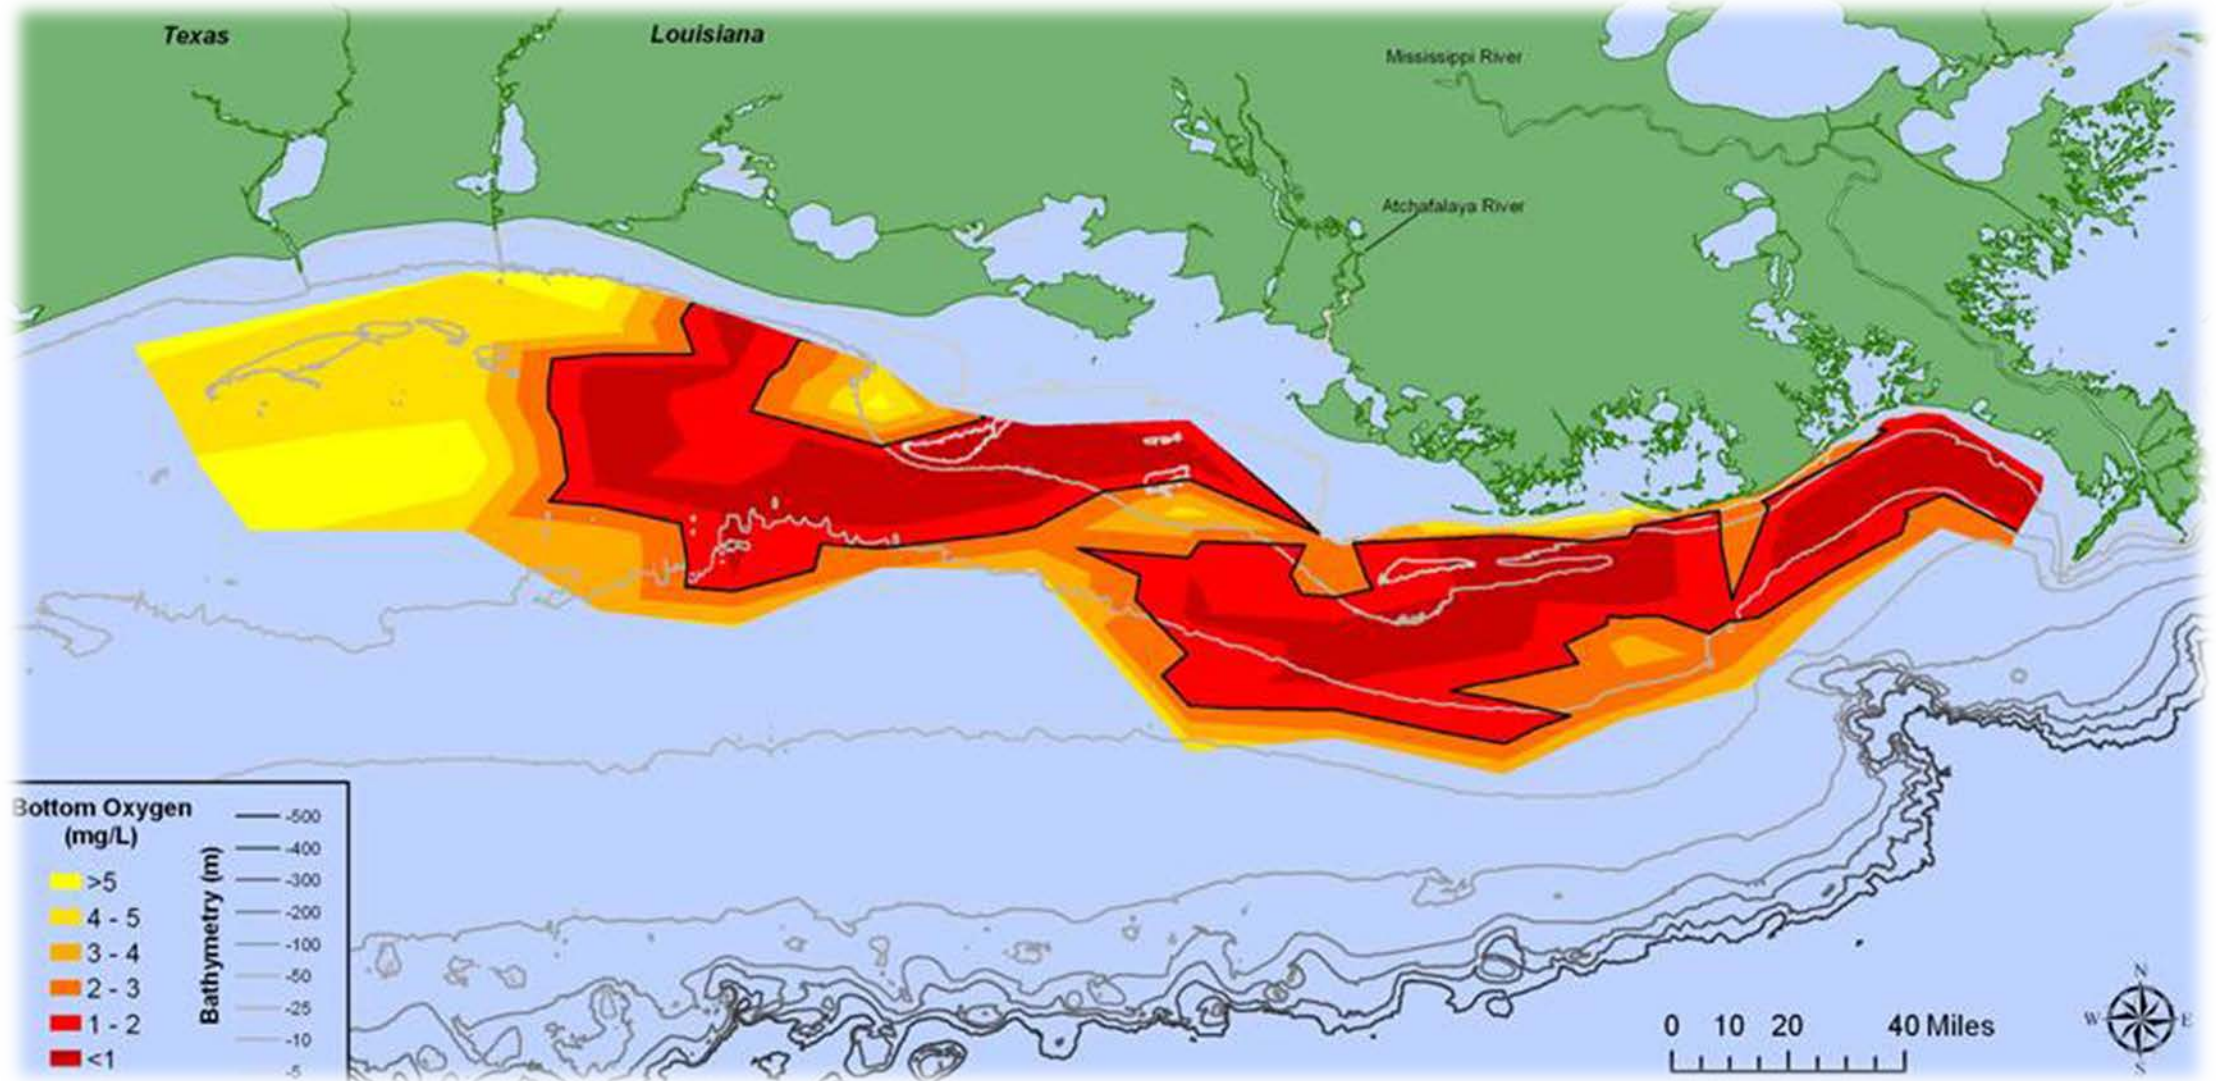 Texas
Louisiana
Mississippi River
Atchafalaya River
Bottom Oxygen
(mg/L)
>5
4 - 5
3 - 4
2 - 3
1 - 2
<1
Bathymetry (m)
-500
-400
-300
-200
-100
-50
-25
-10
-5
0 10 20 40 Miles
N
W E
S